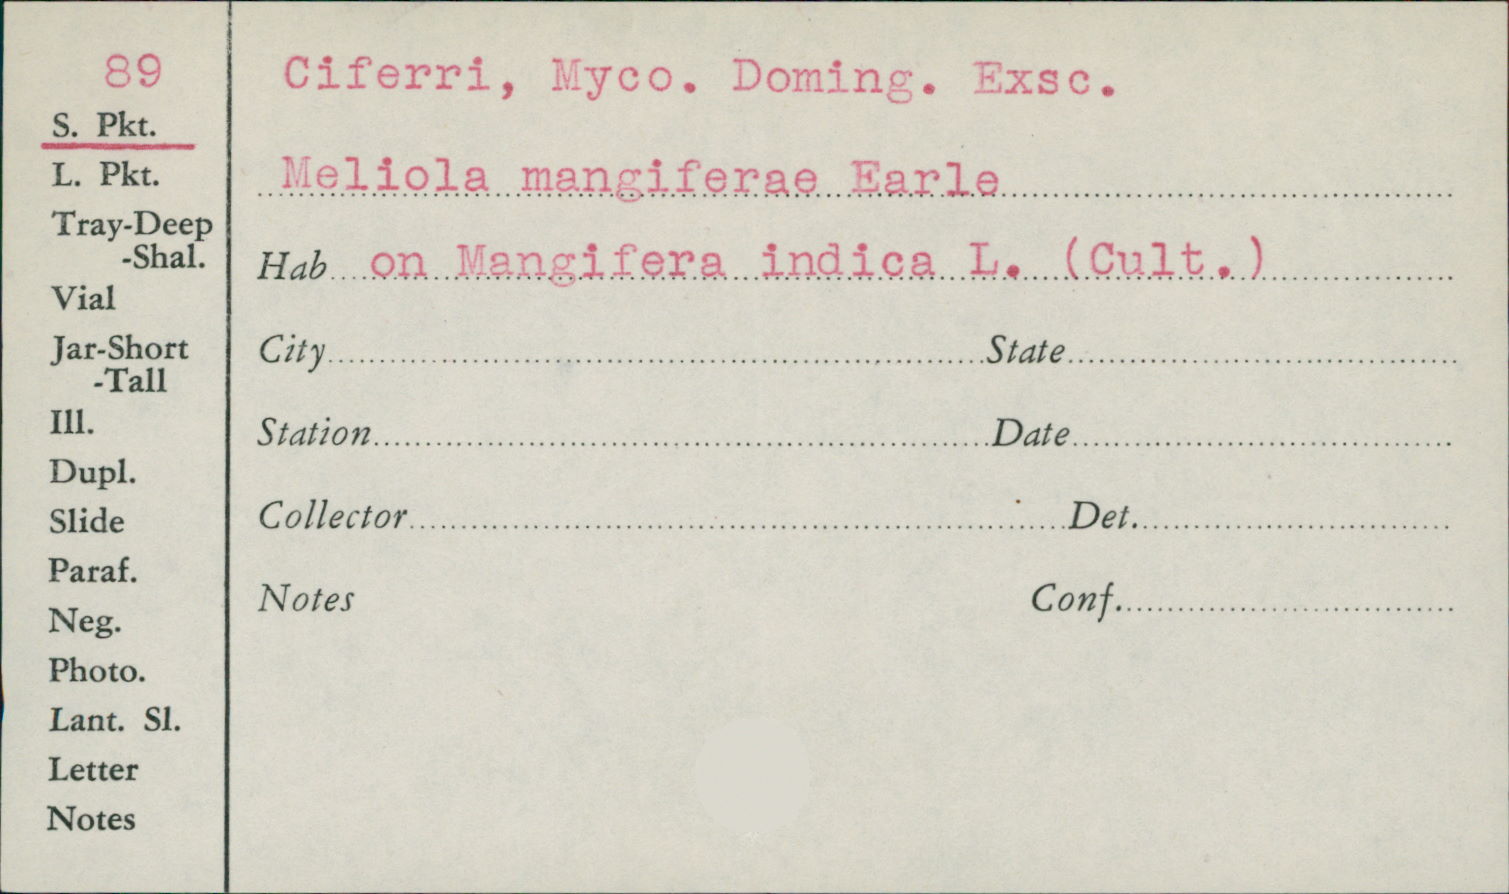 89
S. Pkt.
L. Pkt.
Tray-Deep
-Shal.
Vial
Jar-Short
-Tall
Ill.
Dupl.
Slide
Paraf.
Neg.
Photo.
Lant. Sl.
Letter
Notes
Ciferri, Myco. Doming. Exsc.
Meliola mangiferae Earle
Hab on Mangifera indica L. (Cult.)
City State
Station Date
Collector Det.
Notes Conf.